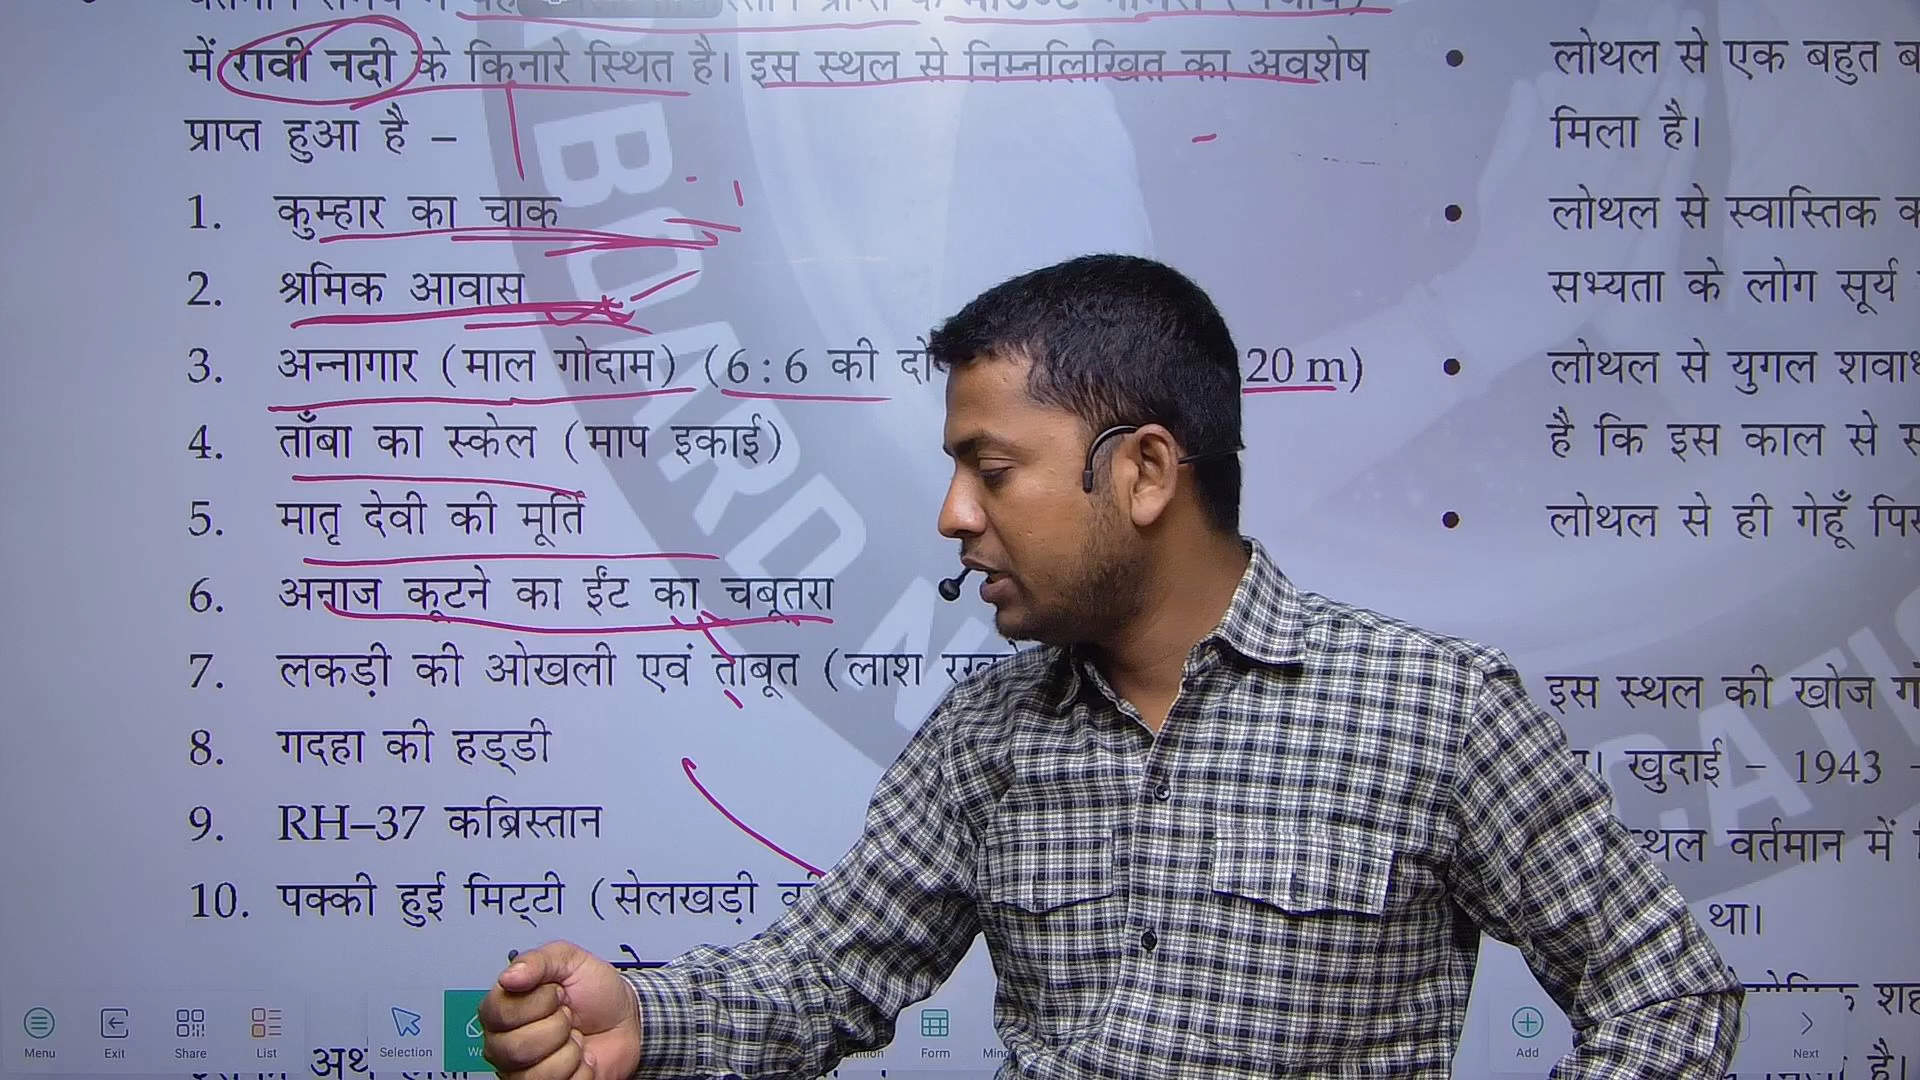 में रावी नदी के किनारे स्थित है। इस स्थल से निम्नलिखित का अवशेष
प्राप्त हुआ है –
1. कुम्हार का चाक
2. श्रमिक आवास
3. अन्नागार (माल गोदाम) (6 : 6 की 20 m)
4. ताँबा का स्केल (माप इकाई)
5. मातृ देवी की मूर्ति
6. अनाज कूटने का ईंट का चबूतरा
7. लकड़ी की ओखली एवं ताबूत (लाश
8. गदहा की हड्डी
9. RH–37 कब्रिस्तान
10. पक्की हुई मिट्टी (सेलखड़ी
• लोथल से एक बहुत
मिला है।
• लोथल से स्वास्तिक
सभ्यता के लोग सूर्य
• लोथल से युगल
है कि इस काल से
• लोथल से ही गेहूँ
इस स्थल की खोज
खुदाई – 1943 –
वर्तमान में
था।
है।
BOARD
Menu Exit Share List Selection Form Add Next